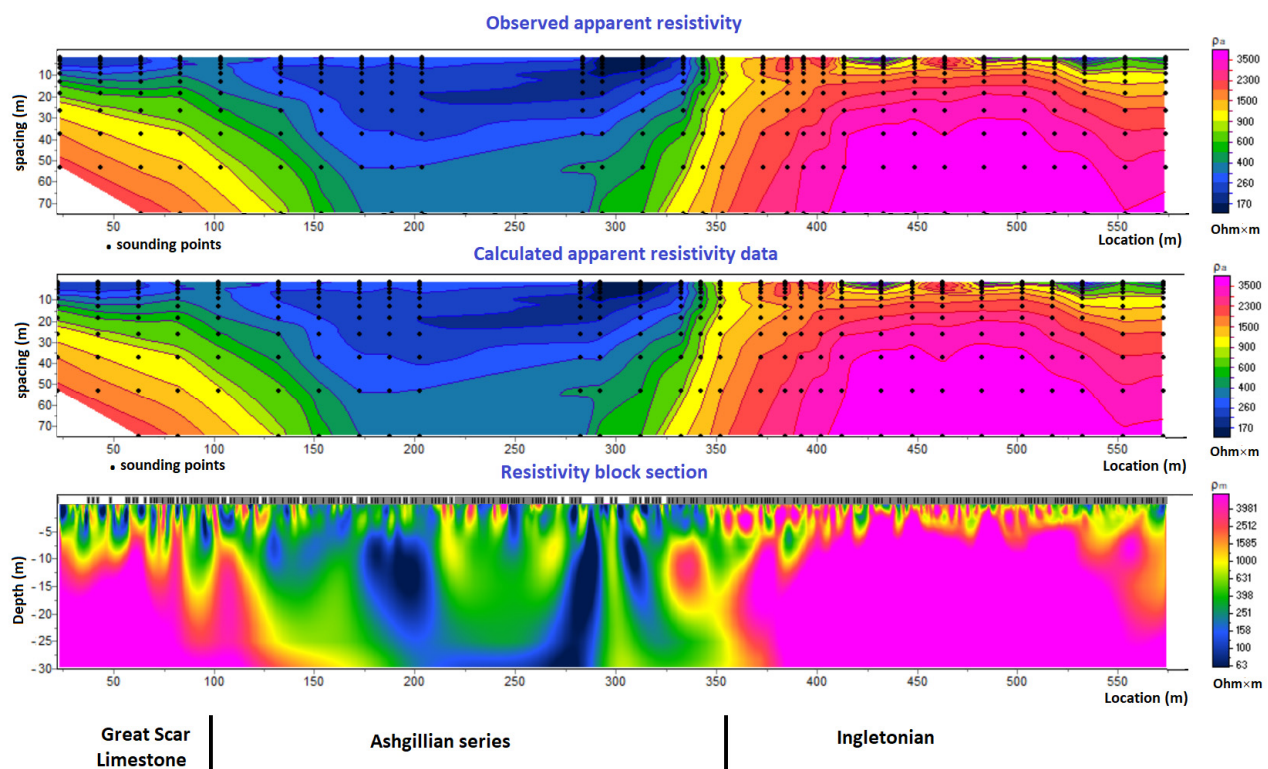 Observed apparent resistivity
ρa
3500
2300
1500
900
600
400
260
170
Ohm×m
spacing (m)
10
20
30
40
50
60
70
50 100 150 200 250 300 350 400 450 500 550
Location (m)
• sounding points
Calculated apparent resistivity data
ρa
3500
2300
1500
900
600
400
260
170
Ohm×m
spacing (m)
10
20
30
40
50
60
70
50 100 150 200 250 300 350 400 450 500 550
Location (m)
• sounding points
Resistivity block section
ρm
3981
2512
1585
1000
631
398
251
158
100
63
Ohm×m
Depth (m)
-5
-10
-15
-20
-25
-30
50 100 150 200 250 300 350 400 450 500 550
Location (m)
Great Scar
Limestone
Ashgillian series
Ingletonian